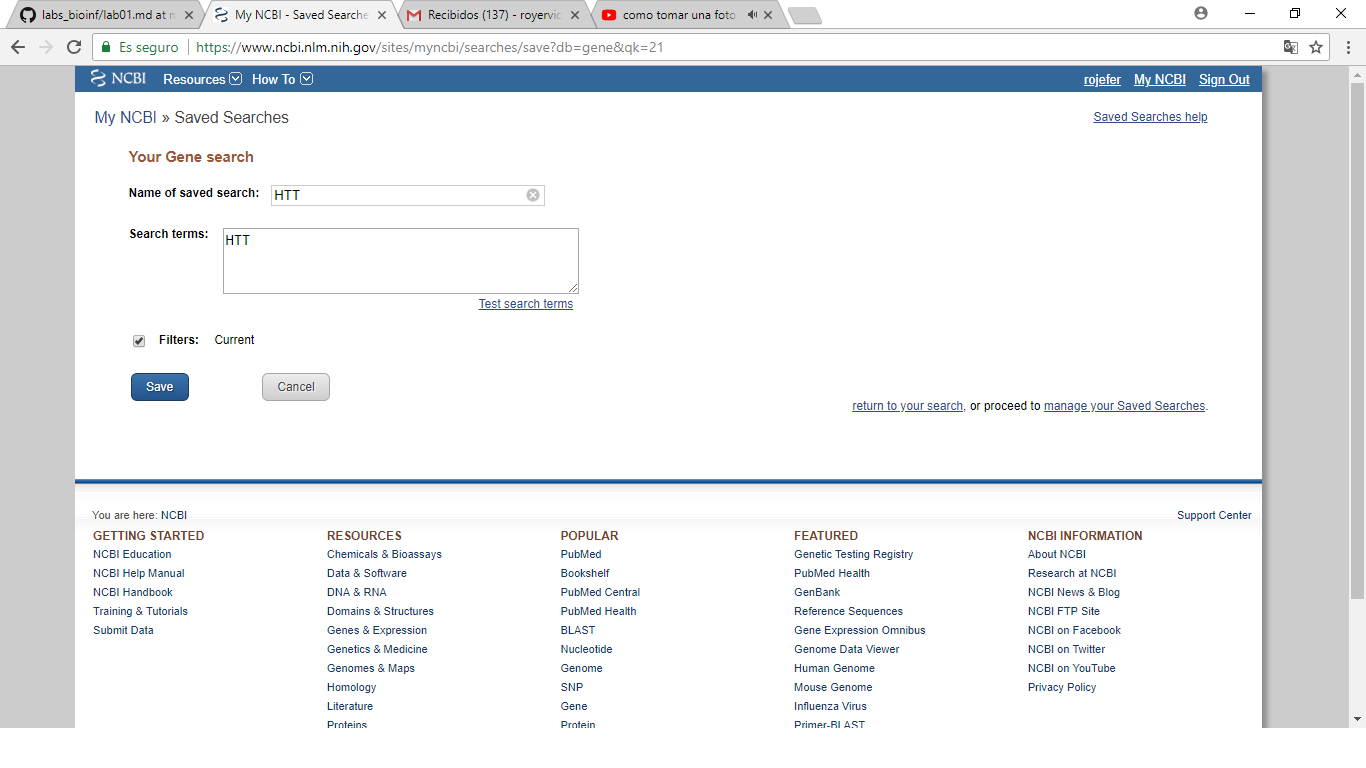 labs_bioinf/lab01.md at m My NCBI - Saved Searche Recibidos (137) - royervic como tomar una foto
Es seguro https://www.ncbi.nlm.nih.gov/sites/myncbi/searches/save?db=gene&qk=21
NCBI Resources How To rojefer My NCBI Sign Out
My NCBI » Saved Searches Saved Searches help
Your Gene search
Name of saved search: HTT
Search terms: HTT
Test search terms
Filters: Current
Save Cancel
return to your search, or proceed to manage your Saved Searches.
You are here: NCBI Support Center
GETTING STARTED RESOURCES POPULAR FEATURED NCBI INFORMATION
NCBI Education Chemicals & Bioassays PubMed Genetic Testing Registry About NCBI
NCBI Help Manual Data & Software Bookshelf PubMed Health Research at NCBI
NCBI Handbook DNA & RNA PubMed Central GenBank NCBI News & Blog
Training & Tutorials Domains & Structures PubMed Health Reference Sequences NCBI FTP Site
Submit Data Genes & Expression BLAST Gene Expression Omnibus NCBI on Facebook
Genetics & Medicine Nucleotide Genome Data Viewer NCBI on Twitter
Genomes & Maps Genome Human Genome NCBI on YouTube
Homology SNP Mouse Genome Privacy Policy
Literature Gene Influenza Virus
Proteins Protein Primer-BLAST